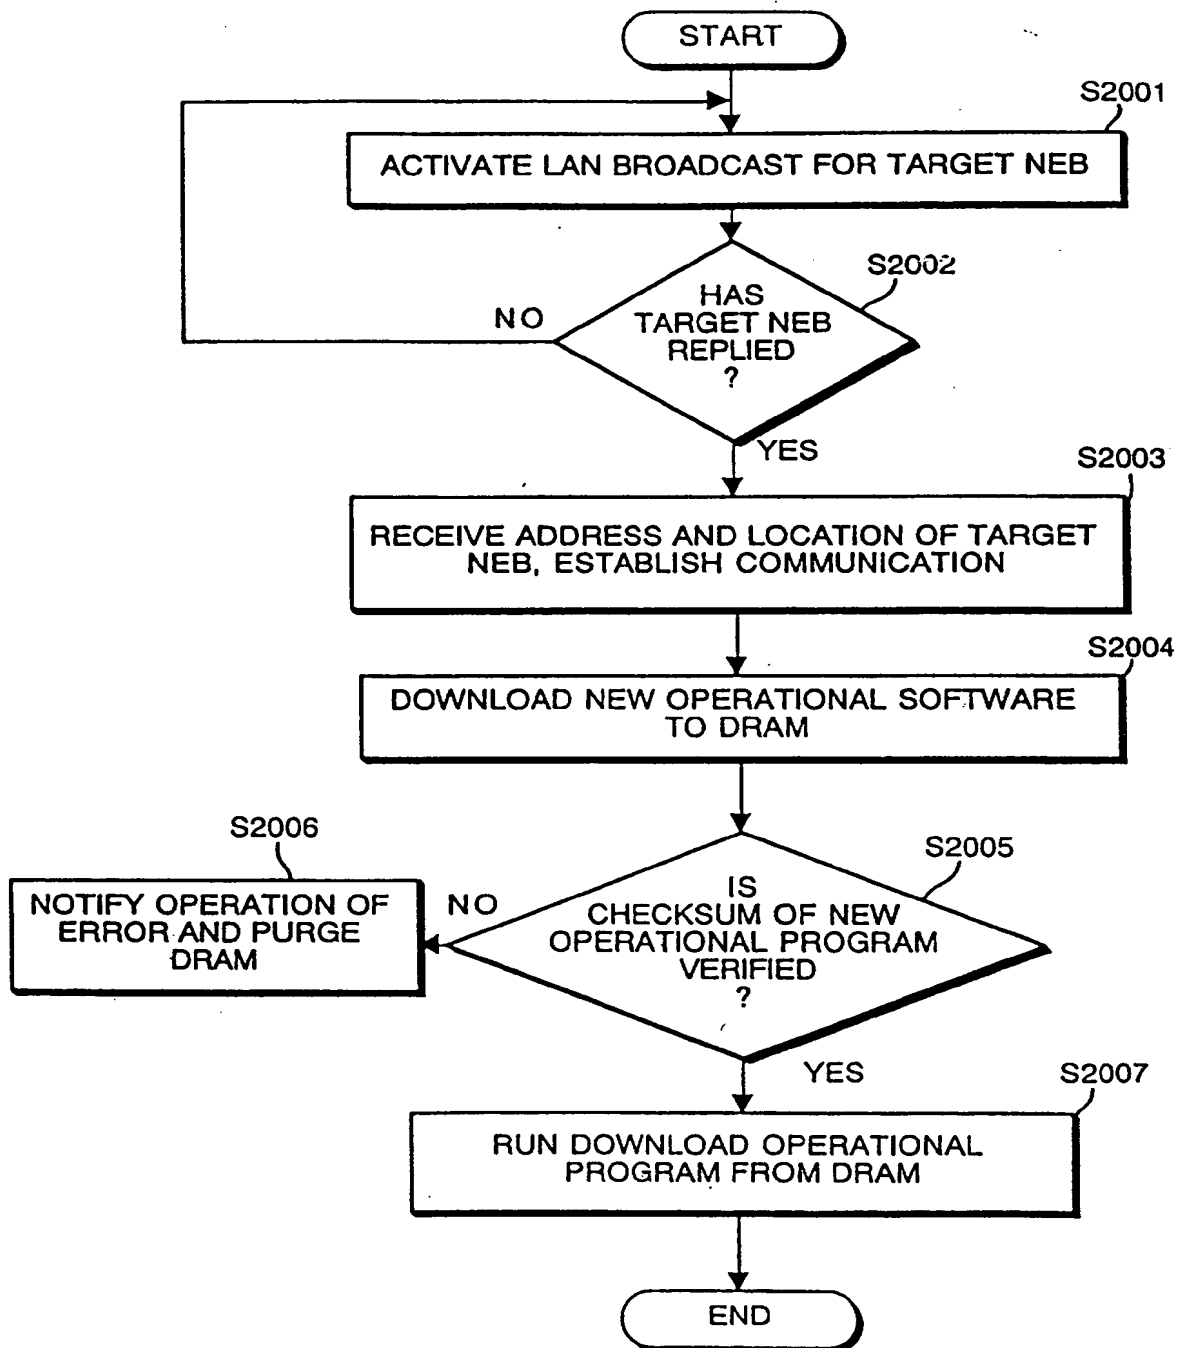 START
S2001
ACTIVATE LAN BROADCAST FOR TARGET NEB
S2002
HAS
TARGET NEB
REPLIED
?
NO
YES
S2003
RECEIVE ADDRESS AND LOCATION OF TARGET
NEB, ESTABLISH COMMUNICATION
S2004
DOWNLOAD NEW OPERATIONAL SOFTWARE
TO DRAM
S2006
NOTIFY OPERATION OF
ERROR AND PURGE
DRAM
NO
S2005
IS
CHECKSUM OF NEW
OPERATIONAL PROGRAM
VERIFIED
?
YES
S2007
RUN DOWNLOAD OPERATIONAL
PROGRAM FROM DRAM
END